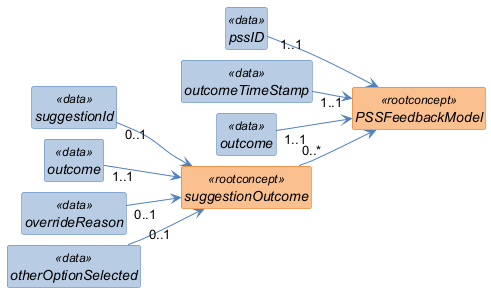 «data»
pssID
1..1
«data»
outcomeTimeStamp
1..1
«rootconcept»
PSSFeedbackModel
«data»
suggestionId
0..1
«data»
outcome
1..1
0..*
«data»
outcome
1..1
«rootconcept»
suggestionOutcome
«data»
overrideReason
0..1
«data»
otherOptionSelected
0..1